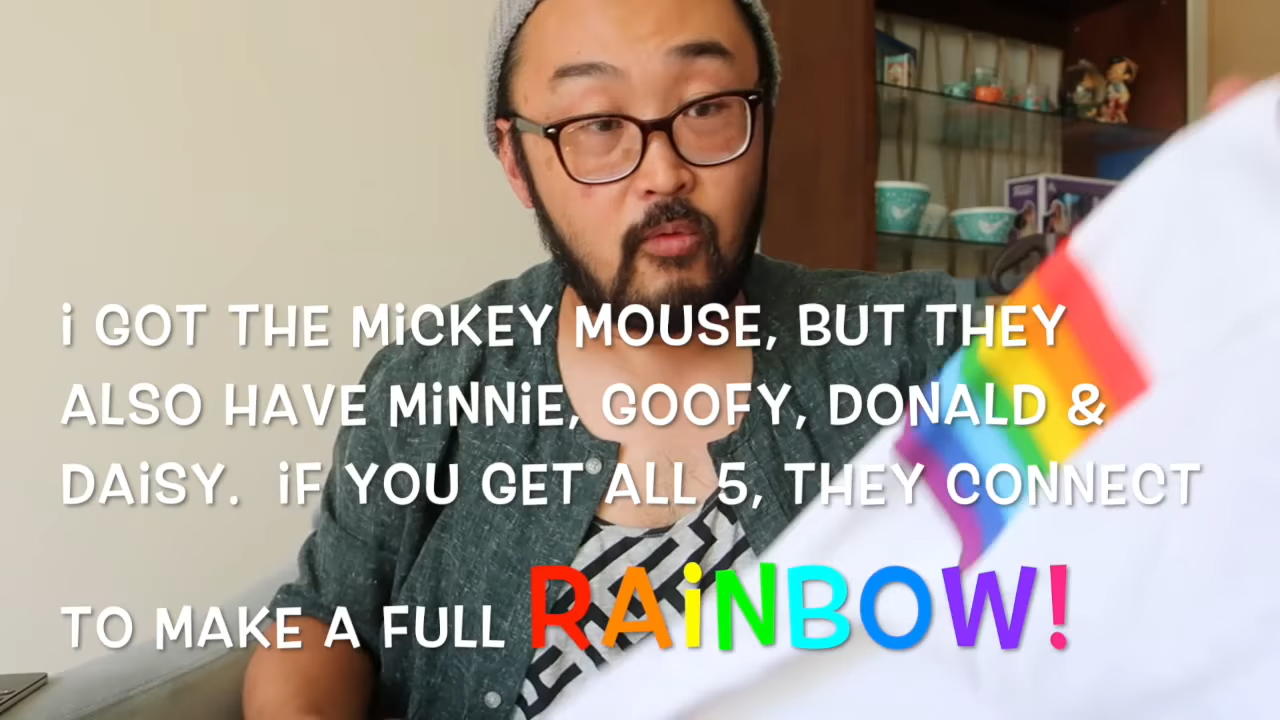 i GOT THE MiCKEY MOUSE, BUT THEY
ALSO HAVE MiNNiE, GOOFY, DONALD &
DAiSY. iF YOU GET ALL 5, THEY CONNECT
TO MAKE A FULL RAiNBOW!